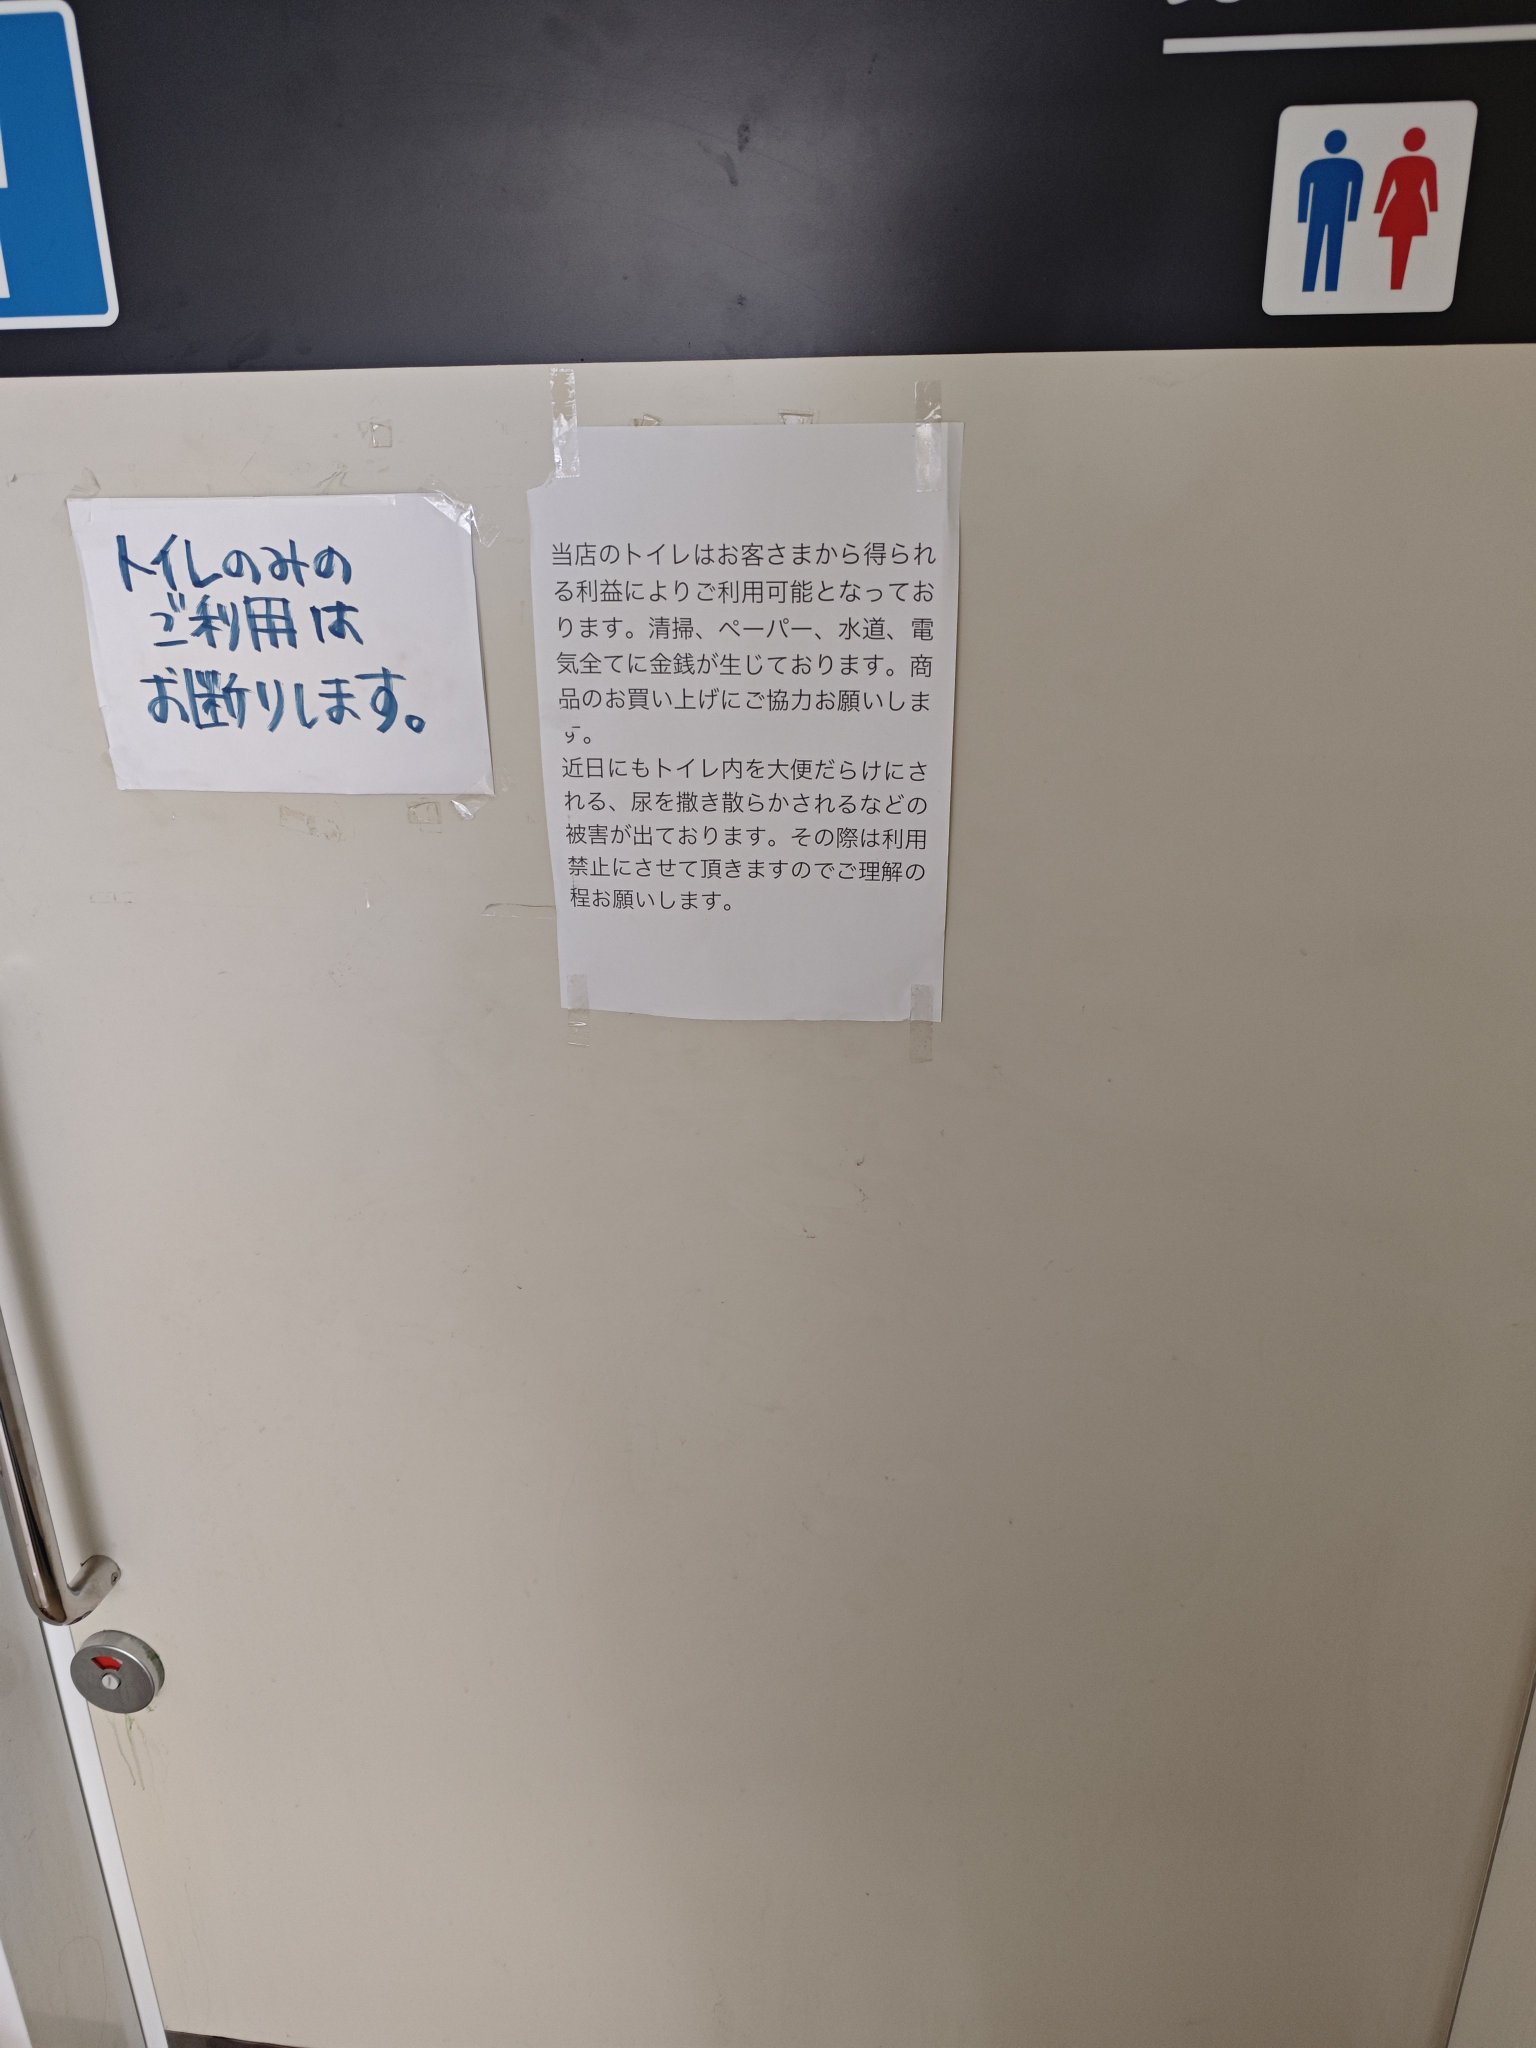 トイレのみの
ご利用は
お断りします。
当店のトイレはお客さまから得られ
る利益によりご利用可能となってお
ります。清掃、ペーパー、水道、電
気全てに金銭が生じております。商
品のお買い上げにご協力お願いしま
す。
近日にもトイレ内を大便だらけにさ
れる、尿を撒き散らかされるなどの
被害が出ております。その際は利用
禁止にさせて頂きますのでご理解の
程お願いします。